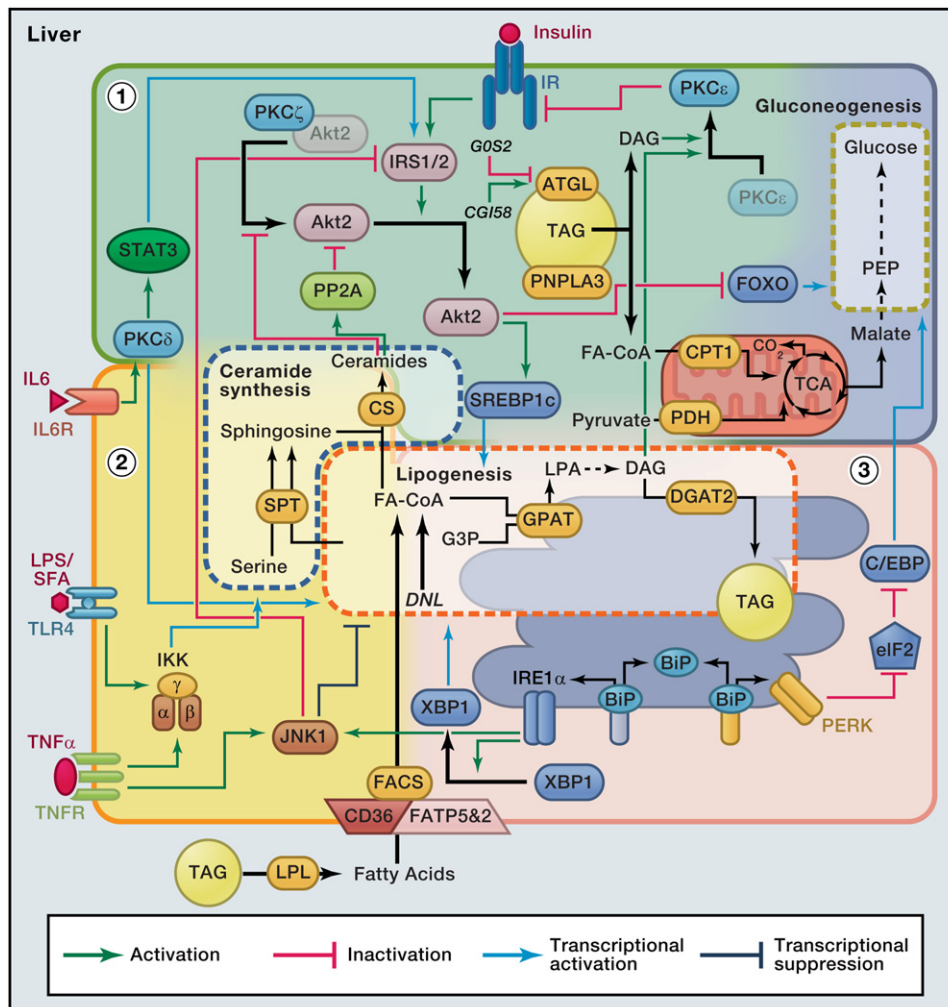 Liver
Insulin
IR
1
PKCζ
Akt2
IRS1/2
G0S2
CGI58
ATGL
TAG
PNPLA3
DAG
PKCε
PKCε
Gluconeogenesis
Glucose
PEP
Malate
FOXO
Akt2
PP2A
Akt2
STAT3
PKCδ
IL6
IL6R
Ceramide
synthesis
Ceramides
CS
Sphingosine
SPT
Serine
SREBP1c
FA-CoA
CPT1
CO2
TCA
Pyruvate
PDH
2
3
Lipogenesis
FA-CoA
G3P
DNL
GPAT
LPA
DAG
DGAT2
TAG
C/EBP
eIF2
PERK
BiP
BiP
BiP
IRE1α
XBP1
XBP1
LPS/
SFA
TLR4
IKK
γ
α
β
JNK1
TNFα
TNFR
FACS
CD36
FATP5&2
TAG
LPL
Fatty Acids
Activation
Inactivation
Transcriptional
activation
Transcriptional
suppression